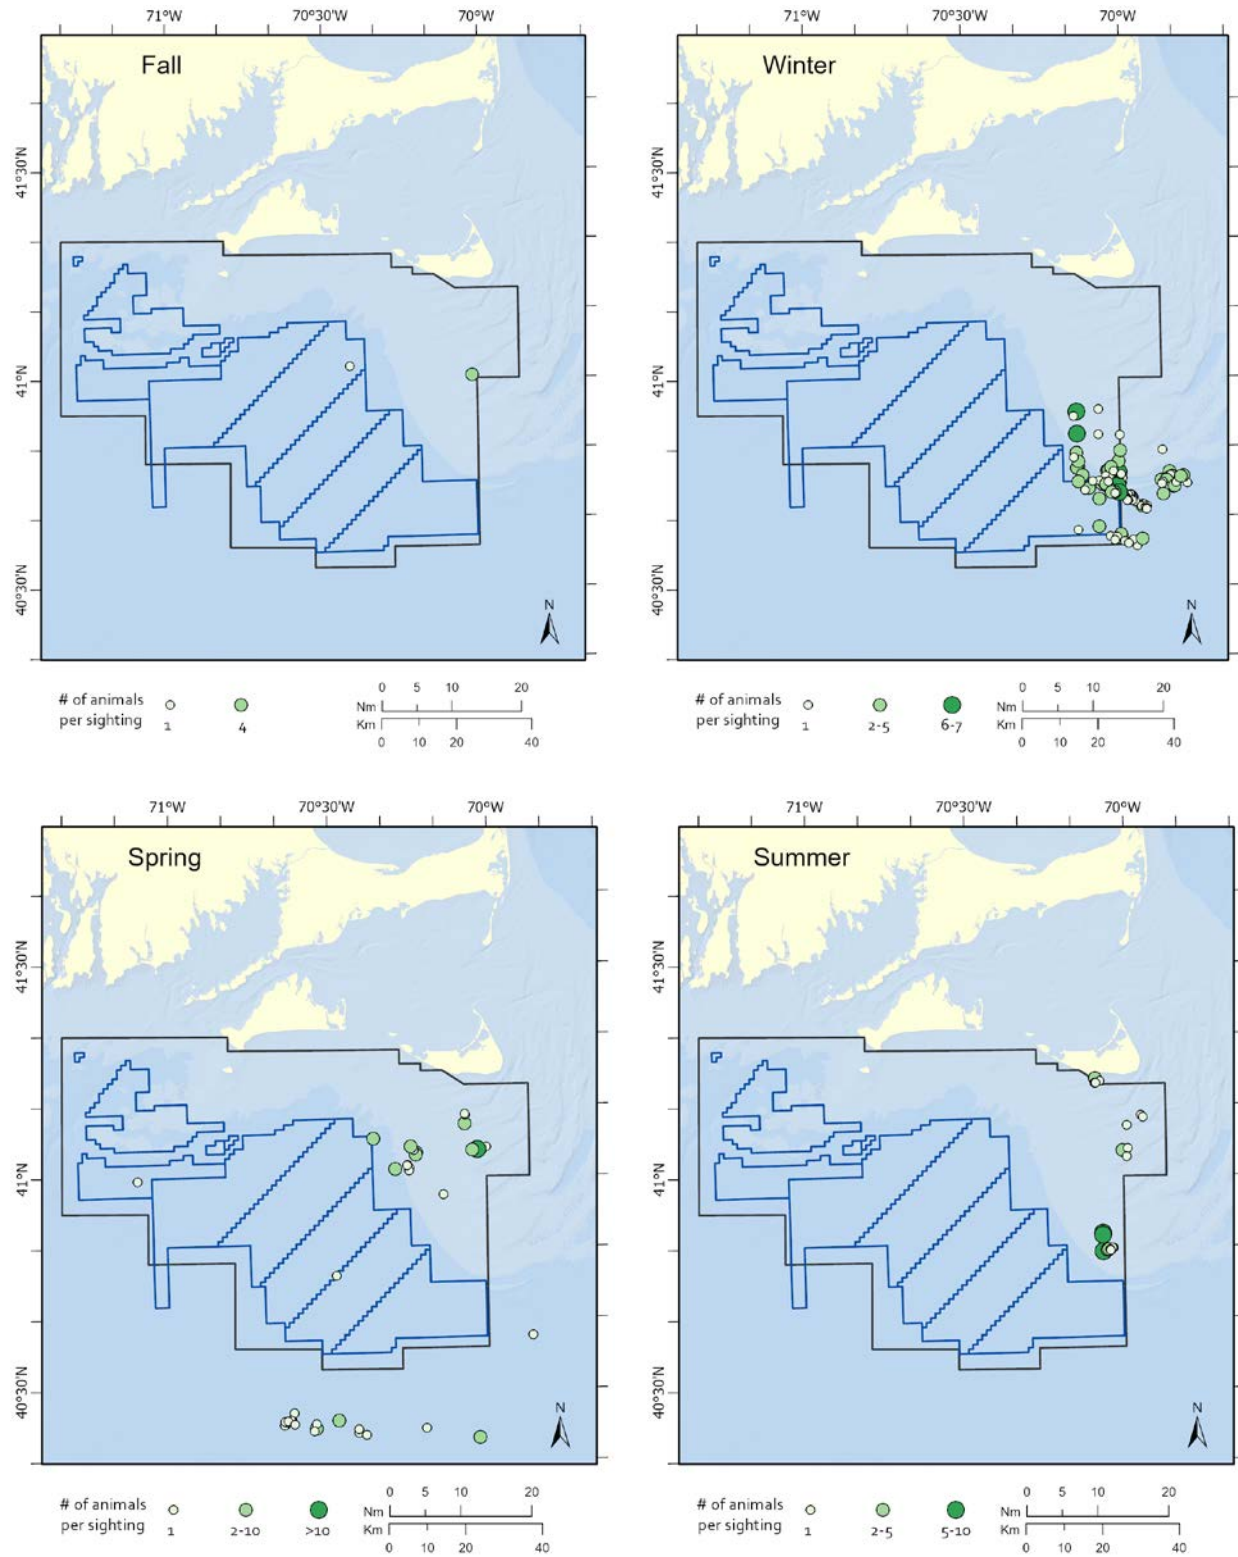 71°W 70°30'W 70°W
Fall
41°30'N
41°N
40°30'N
N
# of animals
per sighting
1 4
0 5 10 20
Nm
Km
0 10 20 40
71°W 70°30'W 70°W
Winter
41°30'N
41°N
40°30'N
N
# of animals
per sighting
1 2-5 6-7
0 5 10 20
Nm
Km
0 10 20 40
71°W 70°30'W 70°W
Spring
41°30'N
41°N
40°30'N
N
# of animals
per sighting
1 2-10 >10
0 5 10 20
Nm
Km
0 10 20 40
71°W 70°30'W 70°W
Summer
41°30'N
41°N
40°30'N
N
# of animals
per sighting
1 2-5 5-10
0 5 10 20
Nm
Km
0 10 20 40